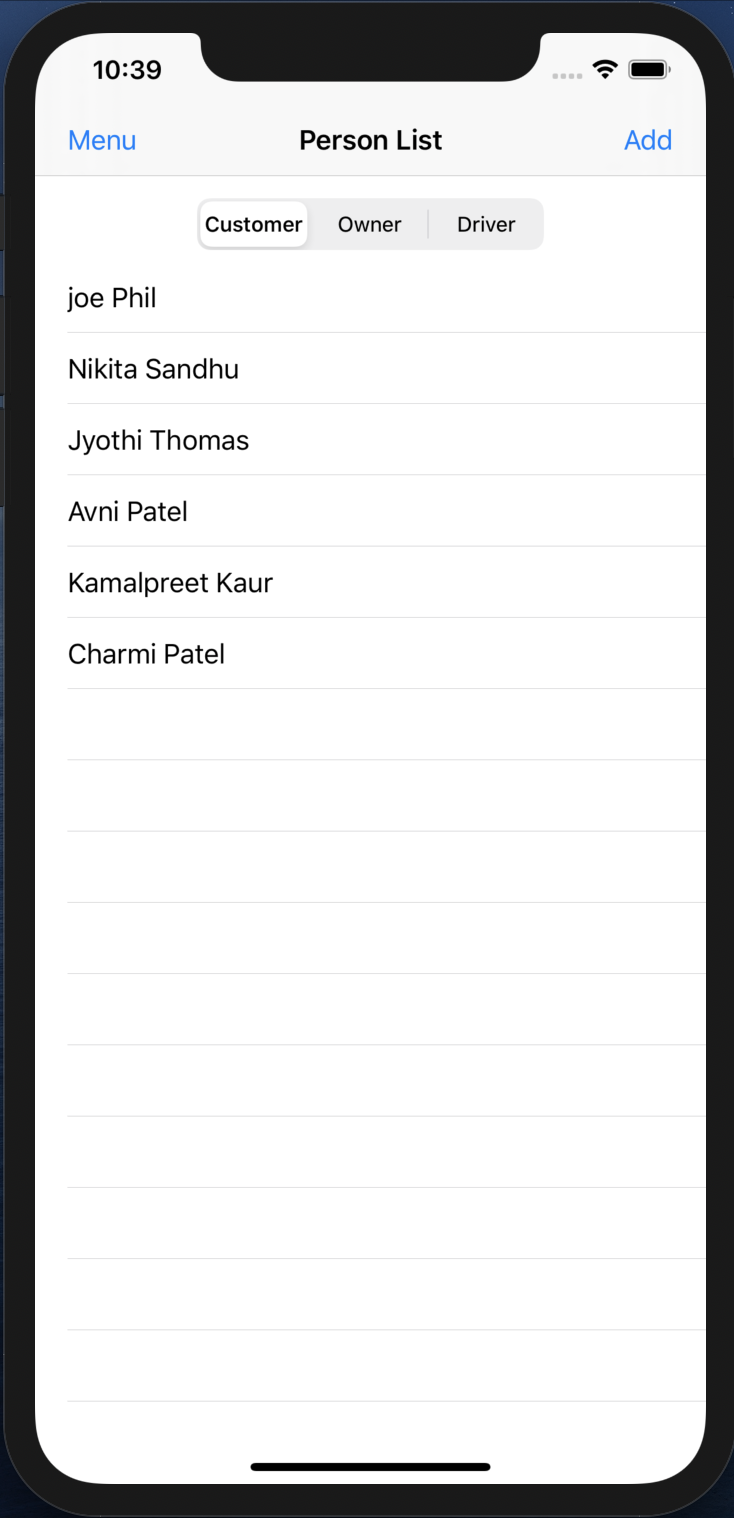 10:39
Menu Person List Add
Customer Owner Driver
joe Phil
Nikita Sandhu
Jyothi Thomas
Avni Patel
Kamalpreet Kaur
Charmi Patel